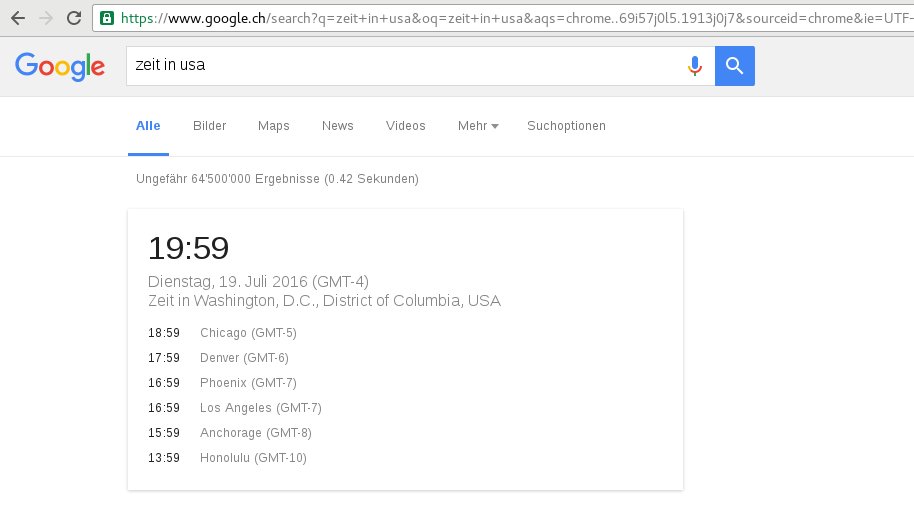 https://www.google.ch/search?q=zeit+in+usa&oq=zeit+in+usa&aqs=chrome..69i57j0l5.1913j0j7&sourceid=chrome&ie=UTF-
Google
zeit in usa
Alle Bilder Maps News Videos Mehr Suchoptionen
Ungefähr 64'500'000 Ergebnisse (0.42 Sekunden)
19:59
Dienstag, 19. Juli 2016 (GMT-4)
Zeit in Washington, D.C., District of Columbia, USA
18:59 Chicago (GMT-5)
17:59 Denver (GMT-6)
16:59 Phoenix (GMT-7)
16:59 Los Angeles (GMT-7)
15:59 Anchorage (GMT-8)
13:59 Honolulu (GMT-10)